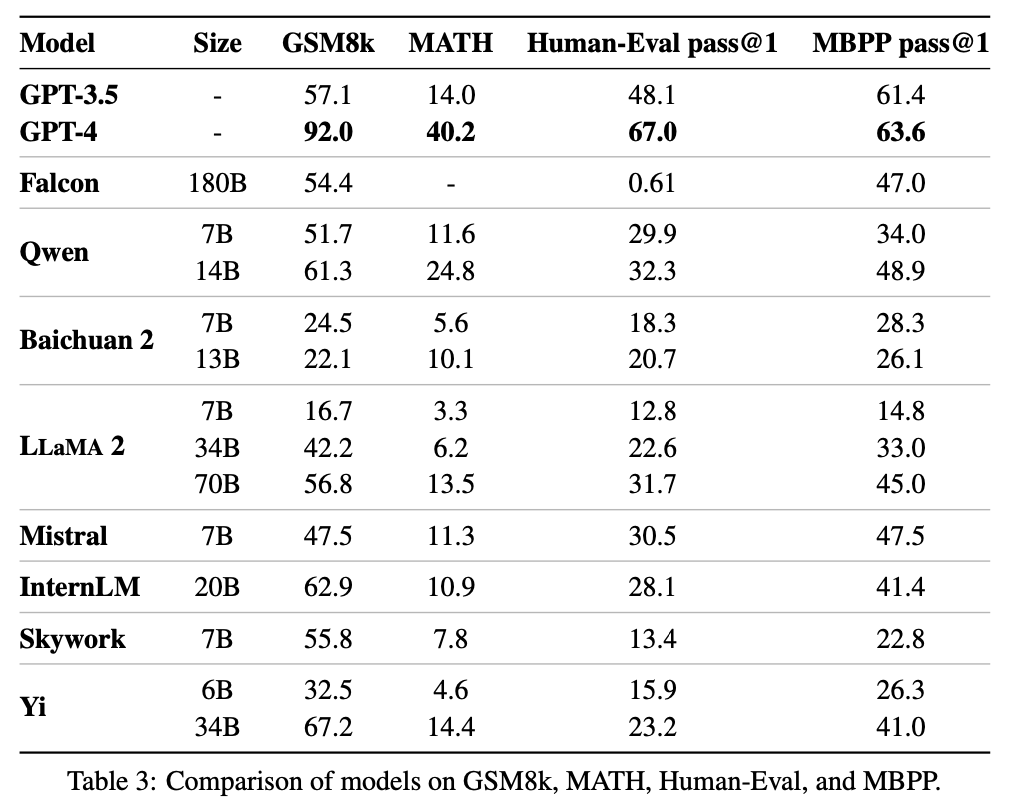 Model Size GSM8k MATH Human-Eval pass@1 MBPP pass@1
GPT-3.5 - 57.1 14.0 48.1 61.4
GPT-4 - 92.0 40.2 67.0 63.6
Falcon 180B 54.4 - 0.61 47.0
Qwen
7B 51.7 11.6 29.9 34.0
14B 61.3 24.8 32.3 48.9
Baichuan 2
7B 24.5 5.6 18.3 28.3
13B 22.1 10.1 20.7 26.1
LLaMA 2
7B 16.7 3.3 12.8 14.8
34B 42.2 6.2 22.6 33.0
70B 56.8 13.5 31.7 45.0
Mistral 7B 47.5 11.3 30.5 47.5
InternLM 20B 62.9 10.9 28.1 41.4
Skywork 7B 55.8 7.8 13.4 22.8
Yi
6B 32.5 4.6 15.9 26.3
34B 67.2 14.4 23.2 41.0
Table 3: Comparison of models on GSM8k, MATH, Human-Eval, and MBPP.